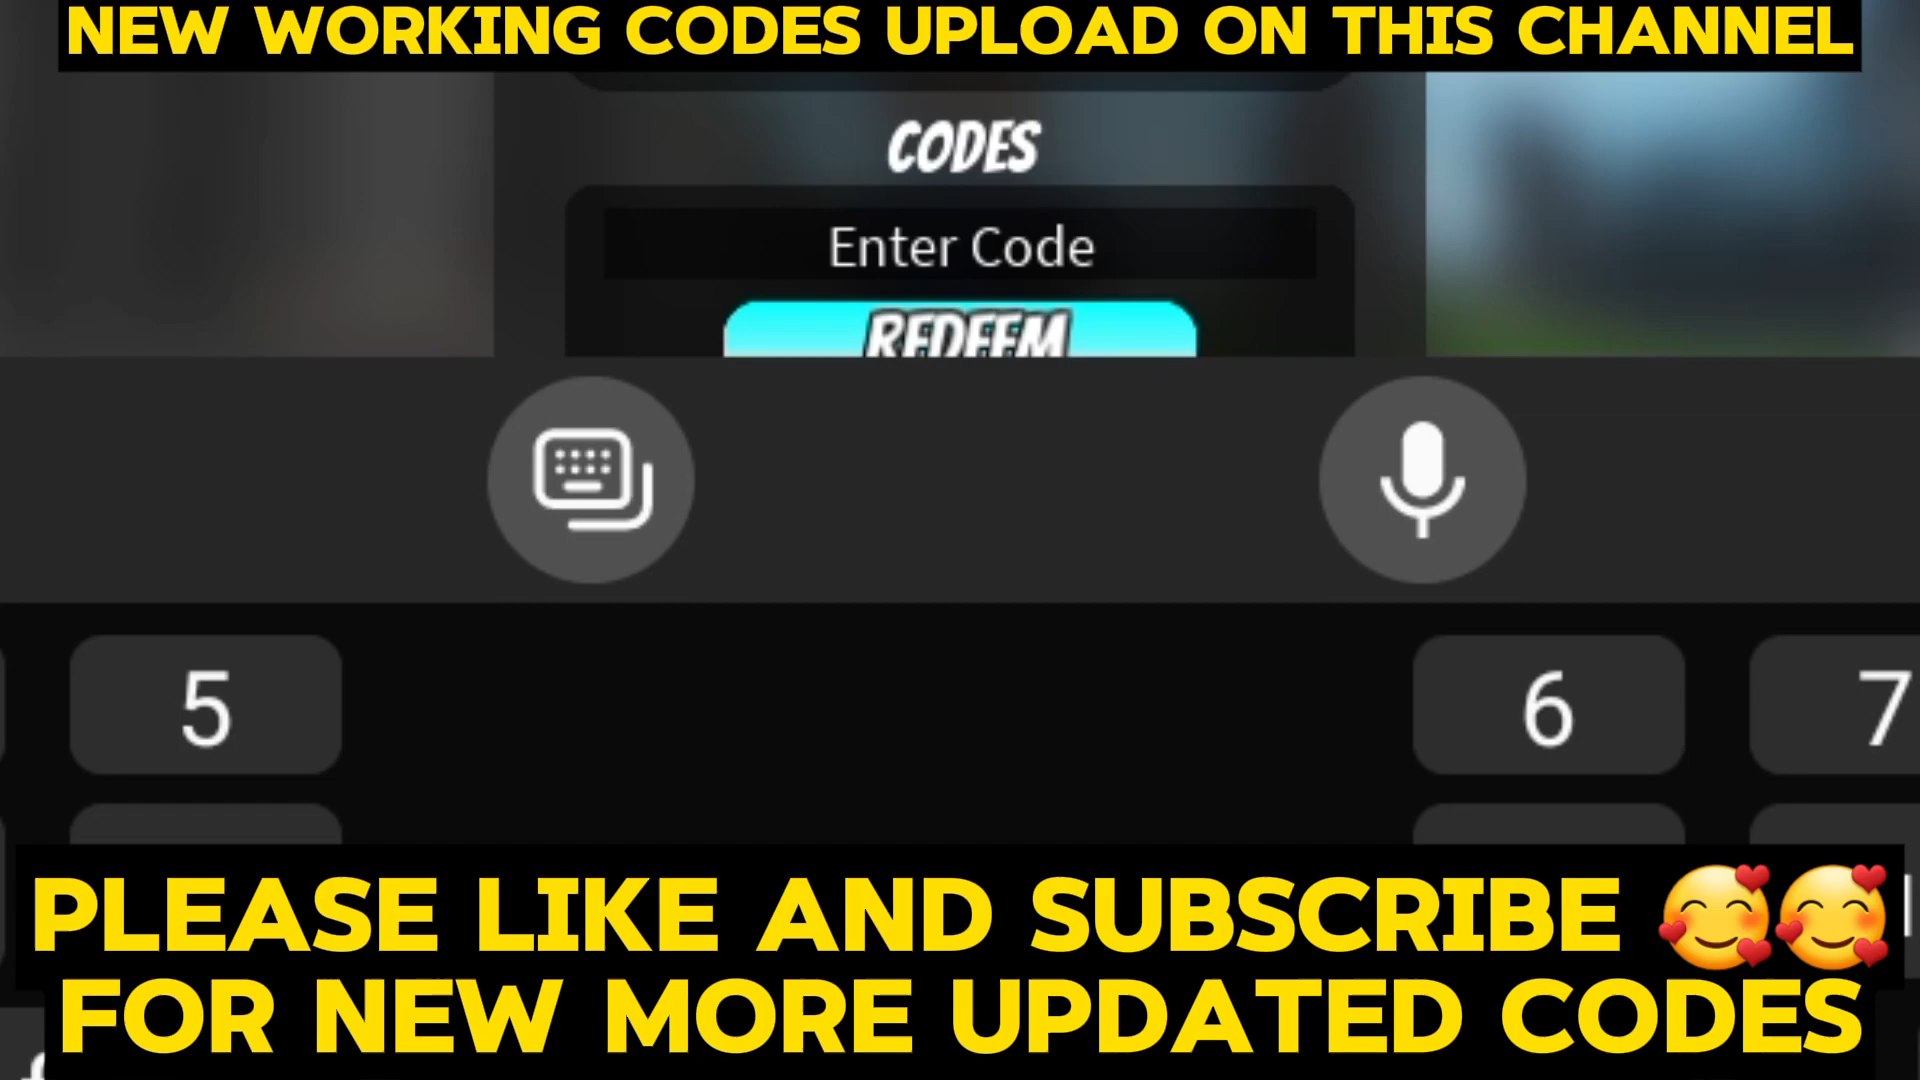 NEW WORKING CODES UPLOAD ON THIS CHANNEL
CODES
Enter Code
REDEEM
5 6 7
PLEASE LIKE AND SUBSCRIBE 🥰🥰
FOR NEW MORE UPDATED CODES